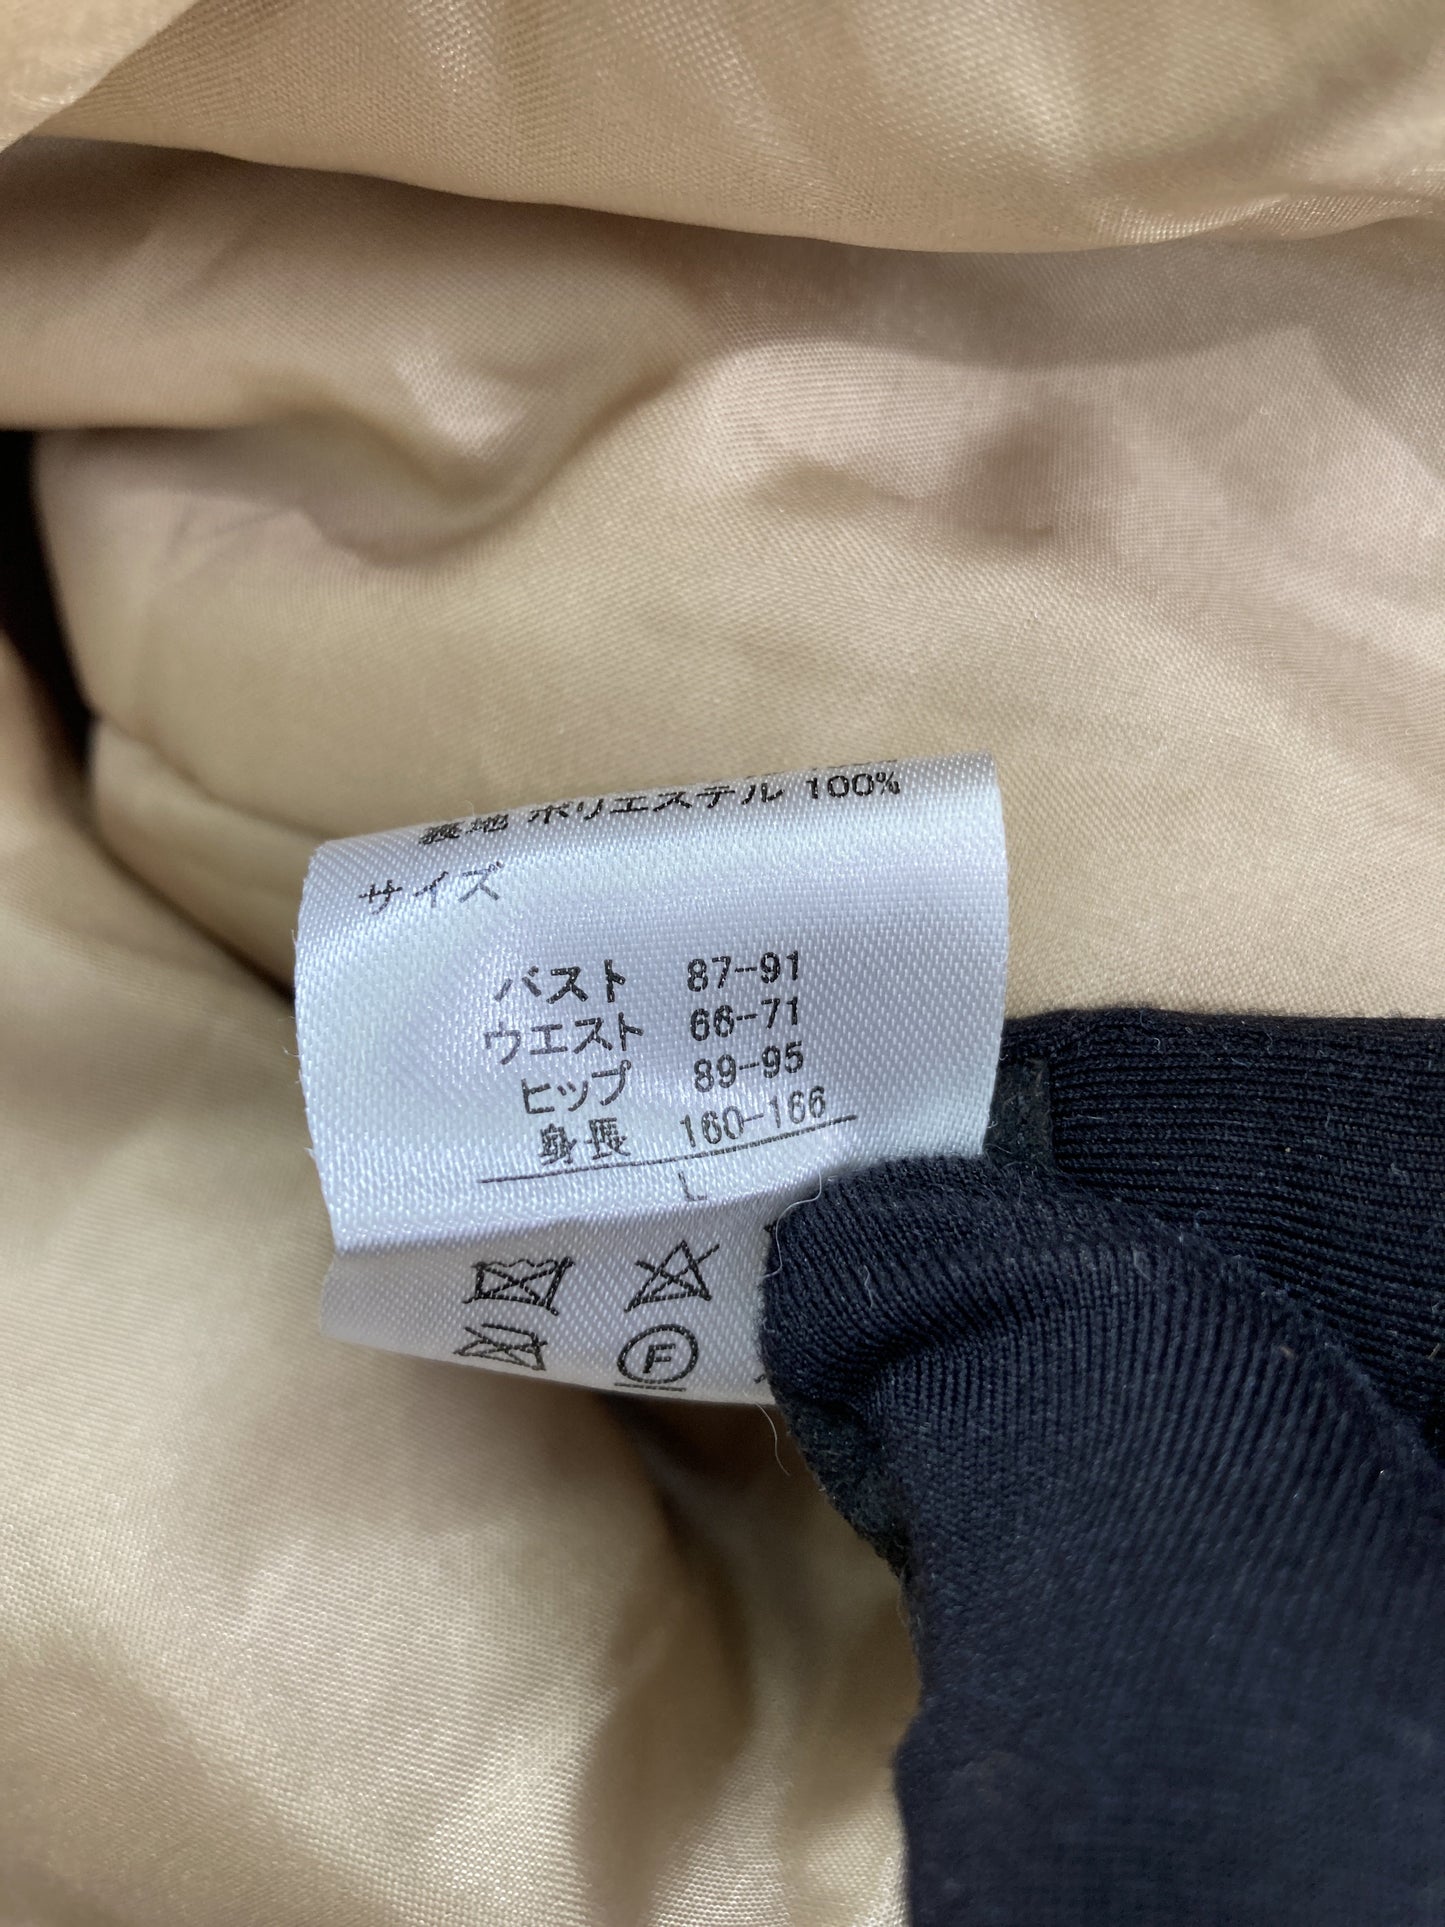 裏地 ポリエステル 100%
サイズ
バスト 87-91
ウエスト 66-71
ヒップ 89-95
身長 160-166
L
F